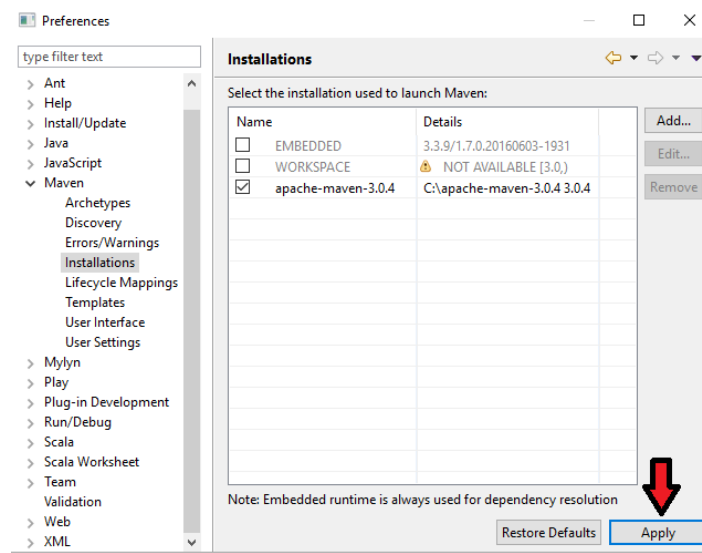 Preferences
type filter text
Ant
Help
Install/Update
Java
JavaScript
Maven
Archetypes
Discovery
Errors/Warnings
Installations
Lifecycle Mappings
Templates
User Interface
User Settings
Mylyn
Play
Plug-in Development
Run/Debug
Scala
Scala Worksheet
Team
Validation
Web
XML
Installations
Select the installation used to launch Maven:
Name Details
EMBEDDED 3.3.9/1.7.0.20160603-1931
WORKSPACE NOT AVAILABLE [3.0,)
apache-maven-3.0.4 C:\apache-maven-3.0.4 3.0.4
Add...
Edit...
Remove
Note: Embedded runtime is always used for dependency resolution
Restore Defaults Apply